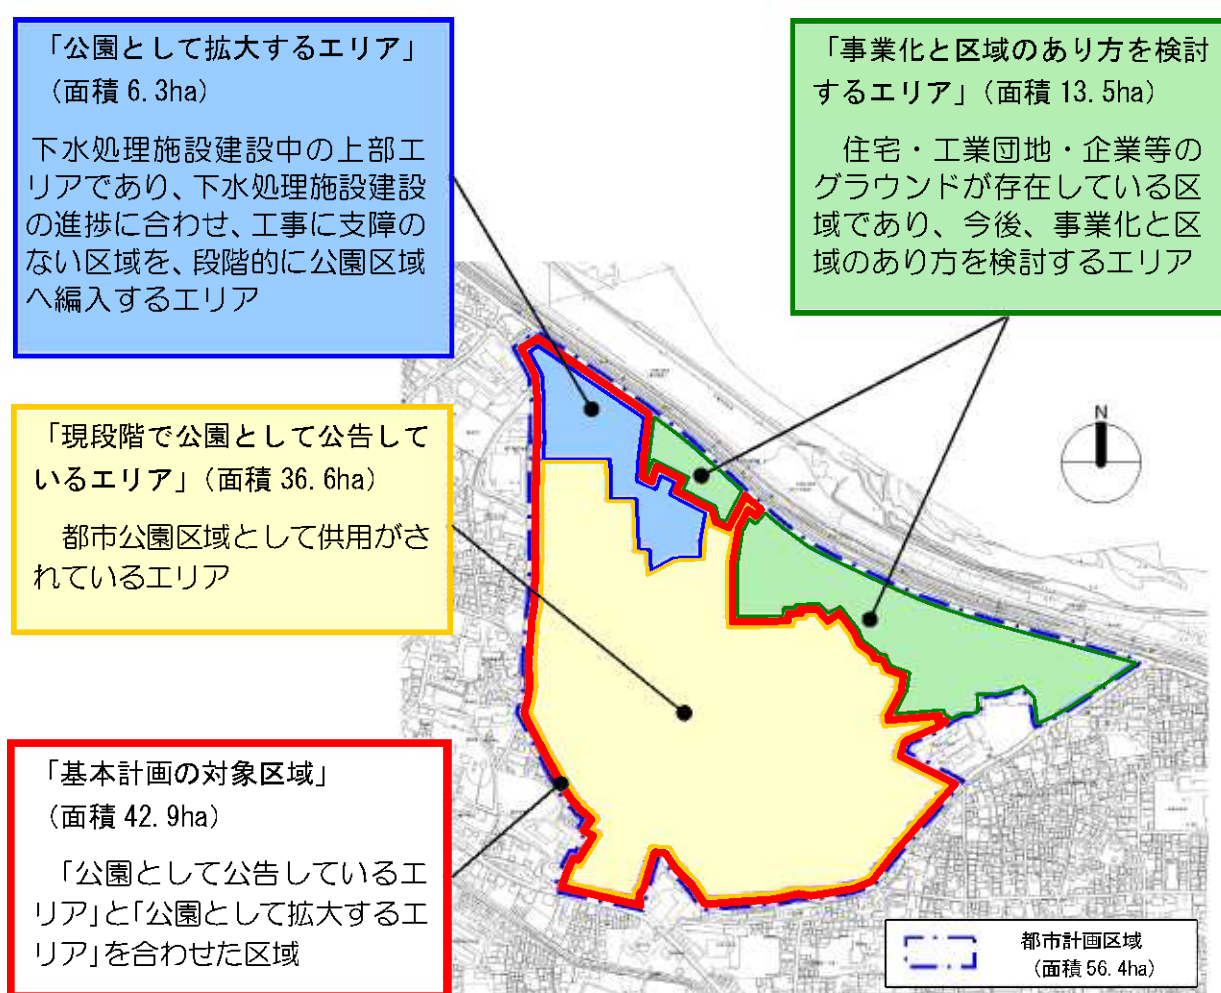 「公園として拡大するエリア」
（面積 6.3ha）
下水処理施設建設中の上部エ
リアであり、下水処理施設建設
の進捗に合わせ、工事に支障の
ない区域を、段階的に公園区域
へ編入するエリア
「事業化と区域のあり方を検討
するエリア」（面積 13.5ha）
住宅・工業団地・企業等の
グラウンドが存在している区
域であり、今後、事業化と区
域のあり方を検討するエリア
「現段階で公園として公告して
いるエリア」（面積 36.6ha）
都市公園区域として供用がさ
れているエリア
N
「基本計画の対象区域」
（面積 42.9ha）
「公園として公告しているエ
リア」と「公園として拡大するエ
リア」を合わせた区域
都市計画区域
（面積 56.4ha）